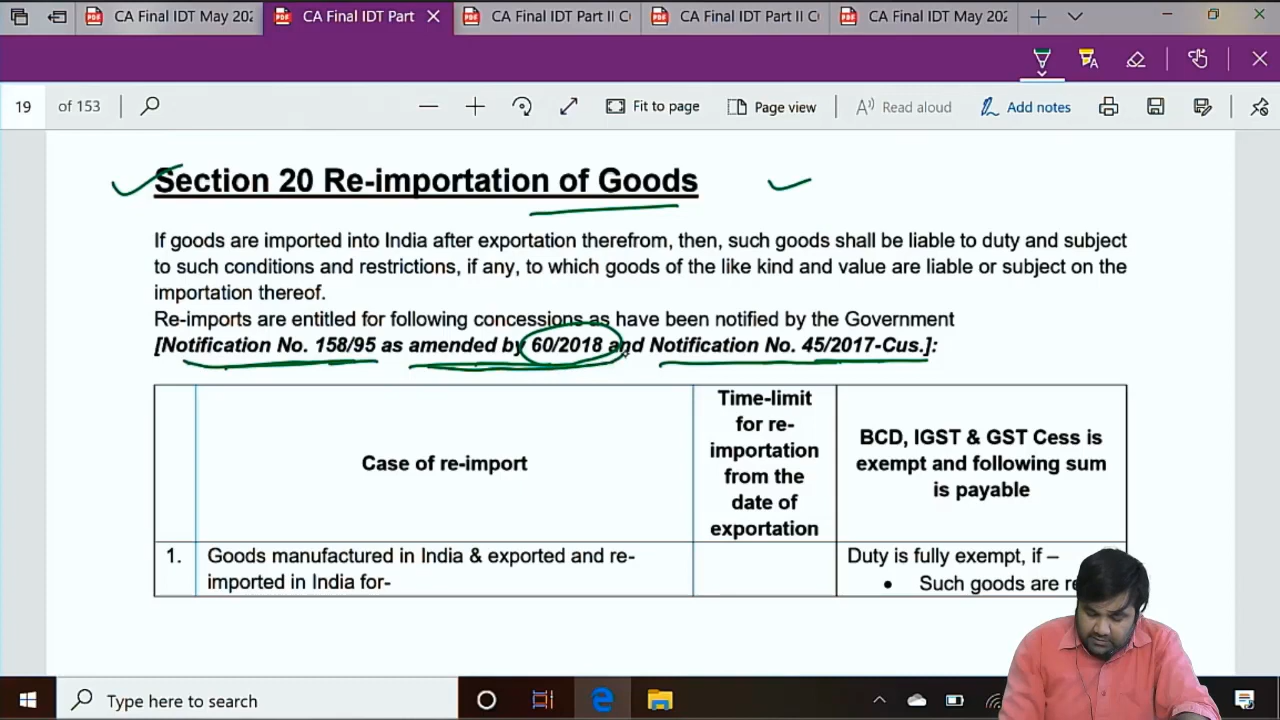 CA Final IDT May 202
CA Final IDT Part
CA Final IDT Part II C
CA Final IDT Part II C
CA Final IDT May 202
19 of 153
Fit to page
Page view
Read aloud
Add notes
Section 20 Re-importation of Goods
If goods are imported into India after exportation therefrom, then, such goods shall be liable to duty and subject
to such conditions and restrictions, if any, to which goods of the like kind and value are liable or subject on the
importation thereof.
Re-imports are entitled for following concessions as have been notified by the Government
[Notification No. 158/95 as amended by 60/2018 and Notification No. 45/2017-Cus.]:
Case of re-import
Time-limit
for re-
importation
from the
date of
exportation
BCD, IGST & GST Cess is
exempt and following sum
is payable
1. Goods manufactured in India & exported and re-
imported in India for-
Duty is fully exempt, if –
• Such goods are re
Type here to search